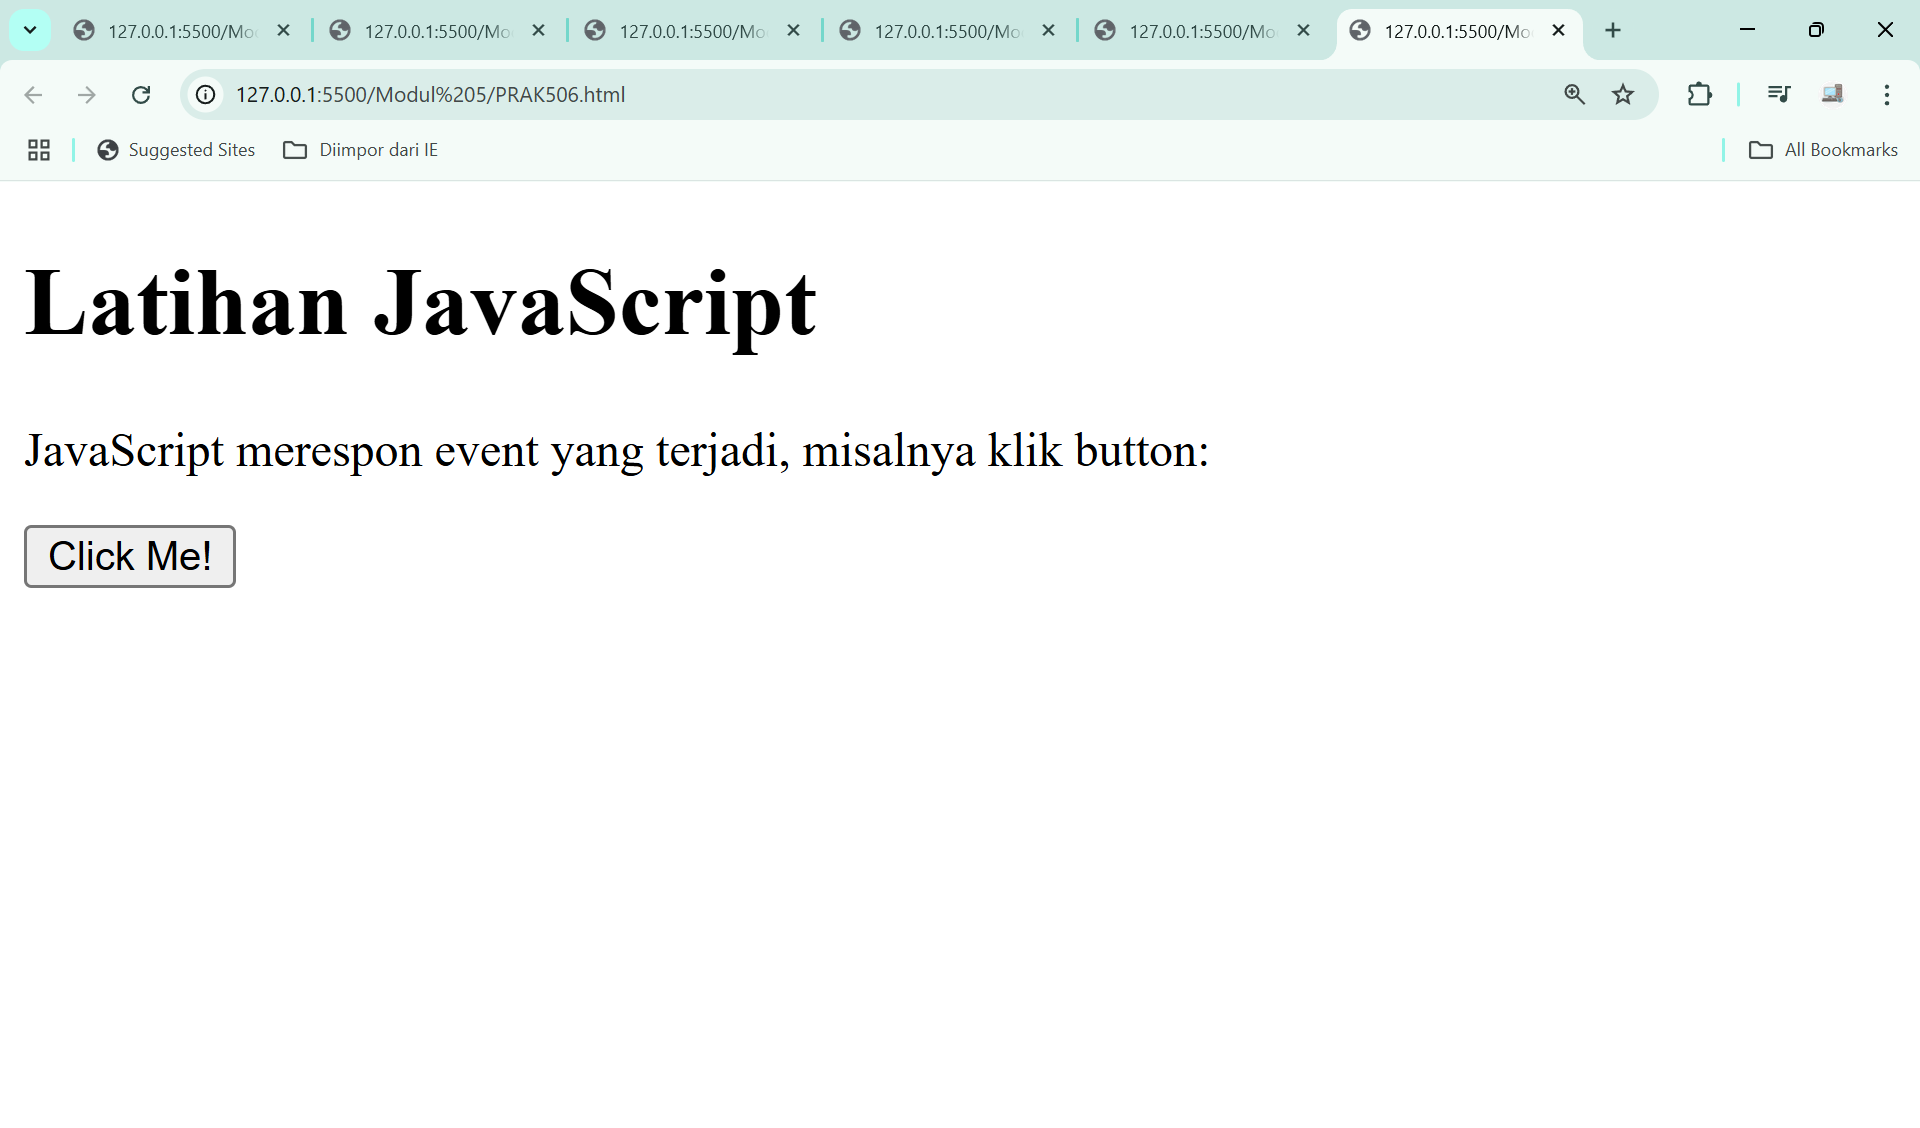 127.0.0.1:5500/Mo
127.0.0.1:5500/Mo
127.0.0.1:5500/Mo
127.0.0.1:5500/Mo
127.0.0.1:5500/Mo
127.0.0.1:5500/Mo
127.0.0.1:5500/Modul%205/PRAK506.html
Suggested Sites
Diimpor dari IE
All Bookmarks
Latihan JavaScript
JavaScript merespon event yang terjadi, misalnya klik button:
Click Me!